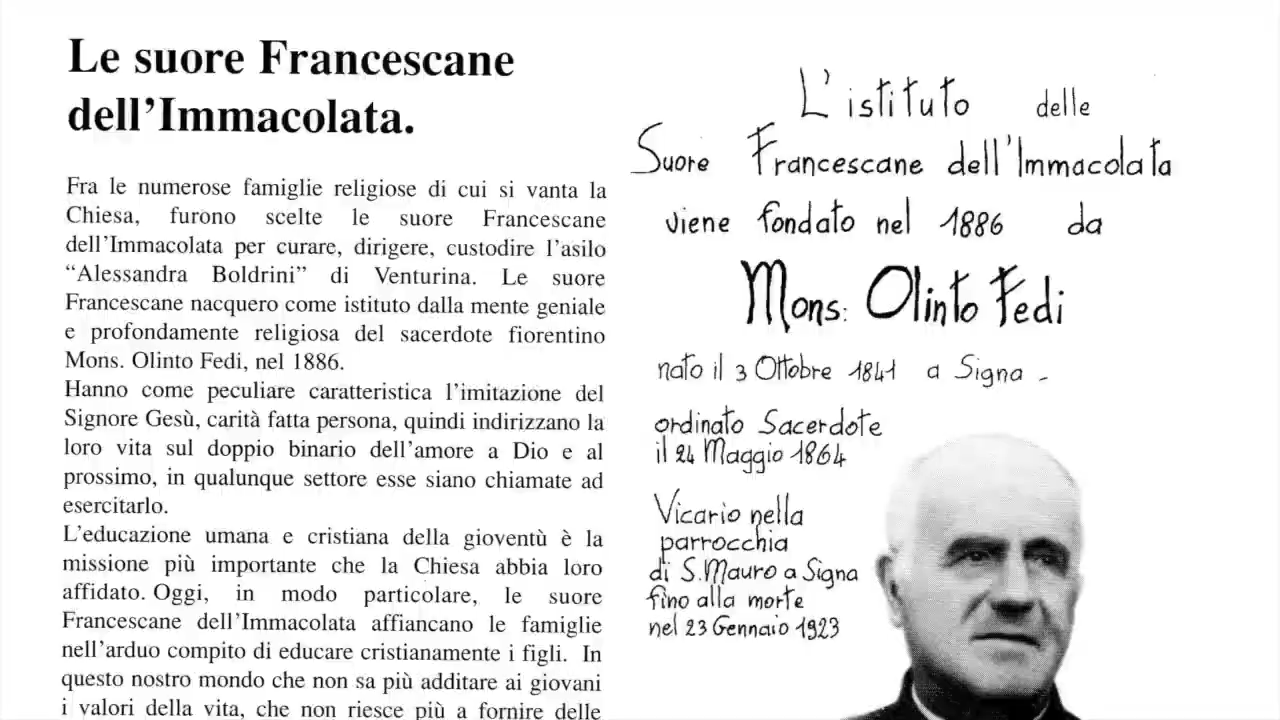 Le suore Francescane
dell'Immacolata.
Fra le numerose famiglie religiose di cui si vanta la
Chiesa, furono scelte le suore Francescane
dell'Immacolata per curare, dirigere, custodire l'asilo
"Alessandra Boldrini" di Venturina. Le suore
Francescane nacquero come istituto dalla mente geniale
e profondamente religiosa del sacerdote fiorentino
Mons. Olinto Fedi, nel 1886.
Hanno come peculiare caratteristica l'imitazione del
Signore Gesù, carità fatta persona, quindi indirizzano la
loro vita sul doppio binario dell'amore a Dio e al
prossimo, in qualunque settore esse siano chiamate ad
esercitarlo.
L'educazione umana e cristiana della gioventù è la
missione più importante che la Chiesa abbia loro
affidato. Oggi, in modo particolare, le suore
Francescane dell'Immacolata affiancano le famiglie
nell'arduo compito di educare cristianamente i figli. In
questo nostro mondo che non sa più additare ai giovani
i valori della vita, che non riesce più a fornire delle
L'istituto delle
Suore Francescane dell'Immacolata
viene fondato nel 1886 da
Mons: Olinto Fedi
nato il 3 Ottobre 1841 a Signa -
ordinato Sacerdote
il 24 Maggio 1864
Vicario nella
parrocchia
di S. Mauro a Signa
fino alla morte
nel 23 Gennaio 1923